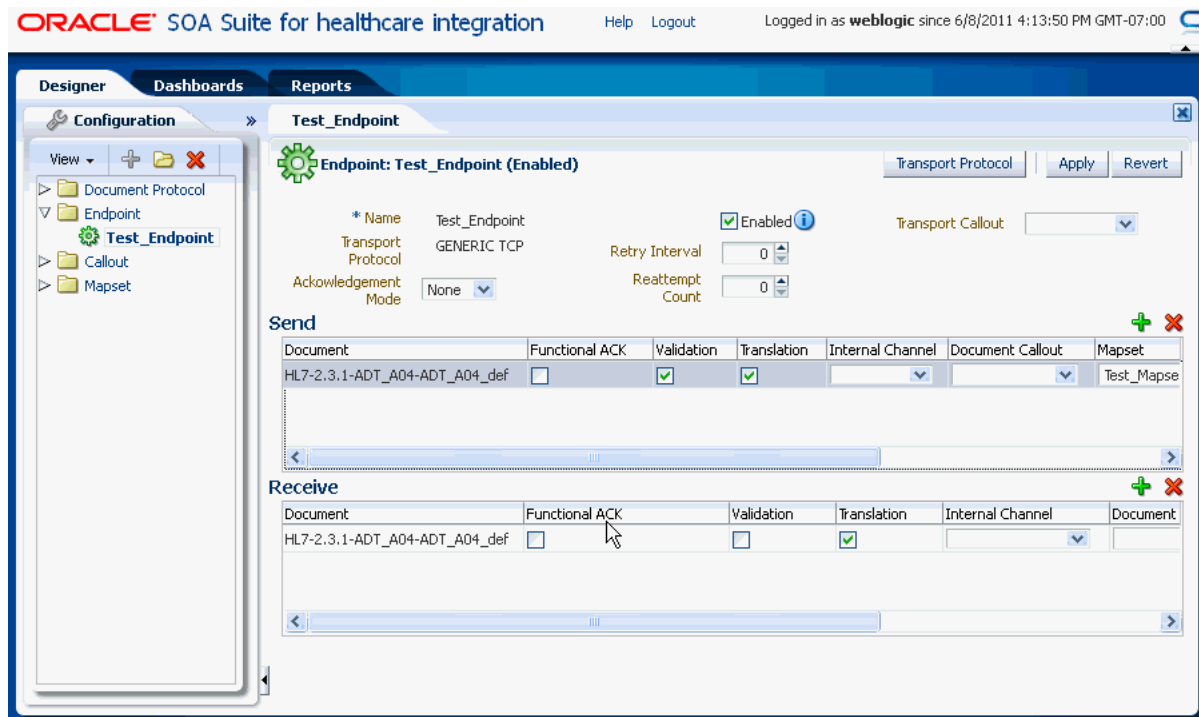 ORACLE SOA Suite for healthcare integration Help Logout Logged in as weblogic since 6/8/2011 4:13:50 PM GMT-07:00
Designer Dashboards Reports
Configuration » Test_Endpoint
View
Document Protocol
Endpoint
Test_Endpoint
Callout
Mapset
Endpoint: Test_Endpoint (Enabled) Transport Protocol Apply Revert
* Name Test_Endpoint Enabled i Transport Callout
Transport Protocol GENERIC TCP Retry Interval 0
Ackowledgement Mode None Reattempt Count 0
Send
Document Functional ACK Validation Translation Internal Channel Document Callout Mapset
HL7-2.3.1-ADT_A04-ADT_A04_def Test_Mapse
Receive
Document Functional ACK Validation Translation Internal Channel Document
HL7-2.3.1-ADT_A04-ADT_A04_def